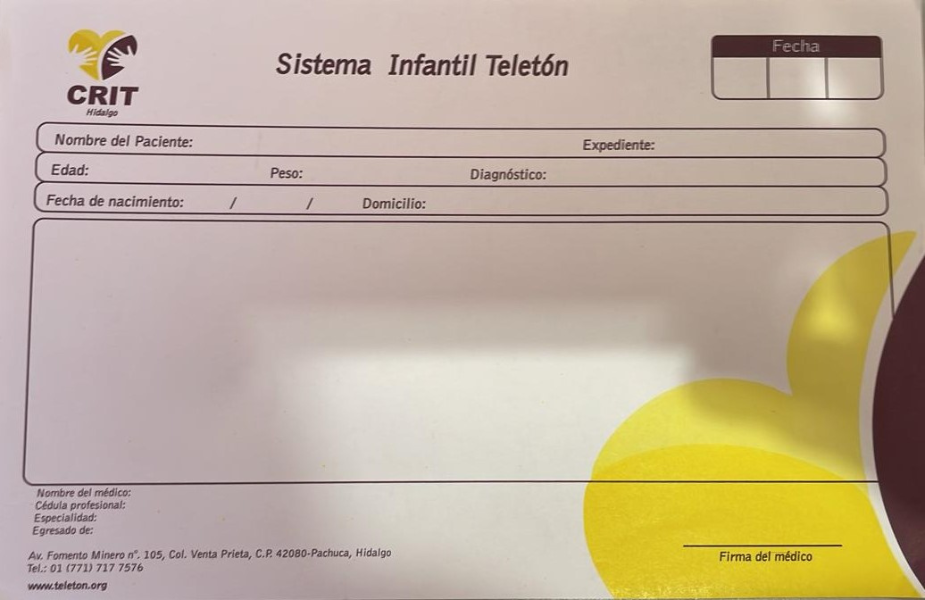 CRIT
Hidalgo
Sistema Infantil Teletón
Fecha
Nombre del Paciente: Expediente:
Edad: Peso: Diagnóstico:
Fecha de nacimiento: / / Domicilio:
Nombre del médico:
Cédula profesional:
Especialidad:
Egresado de:
Av. Fomento Minero n°. 105, Col. Venta Prieta, C.P. 42080-Pachuca, Hidalgo
Tel.: 01 (771) 717 7576
www.teleton.org
Firma del médico